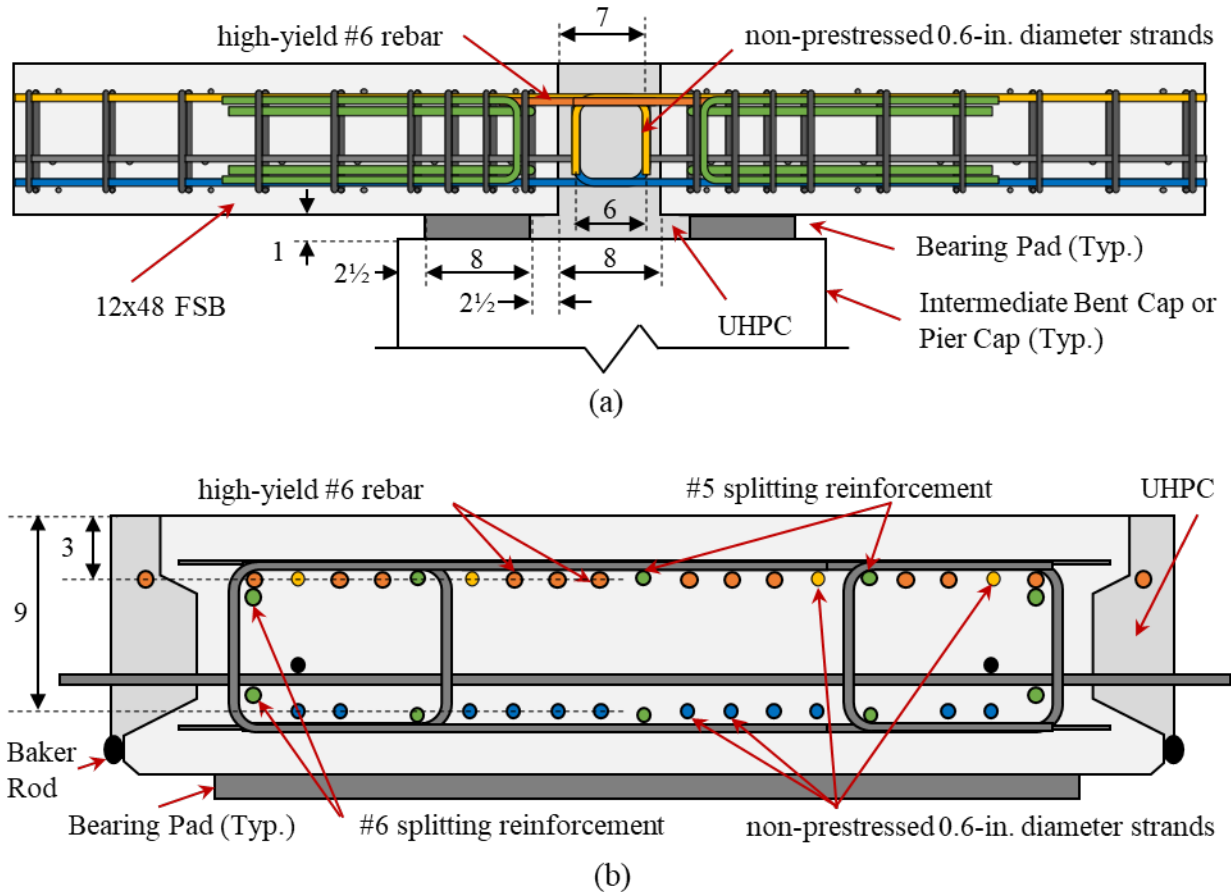 7
high-yield #6 rebar
non-prestressed 0.6-in. diameter strands
6
1
2½
8
2½
8
12x48 FSB
UHPC
Bearing Pad (Typ.)
Intermediate Bent Cap or
Pier Cap (Typ.)
(a)
high-yield #6 rebar
#5 splitting reinforcement
UHPC
3
9
Baker
Rod
Bearing Pad (Typ.)
#6 splitting reinforcement
non-prestressed 0.6-in. diameter strands
(b)